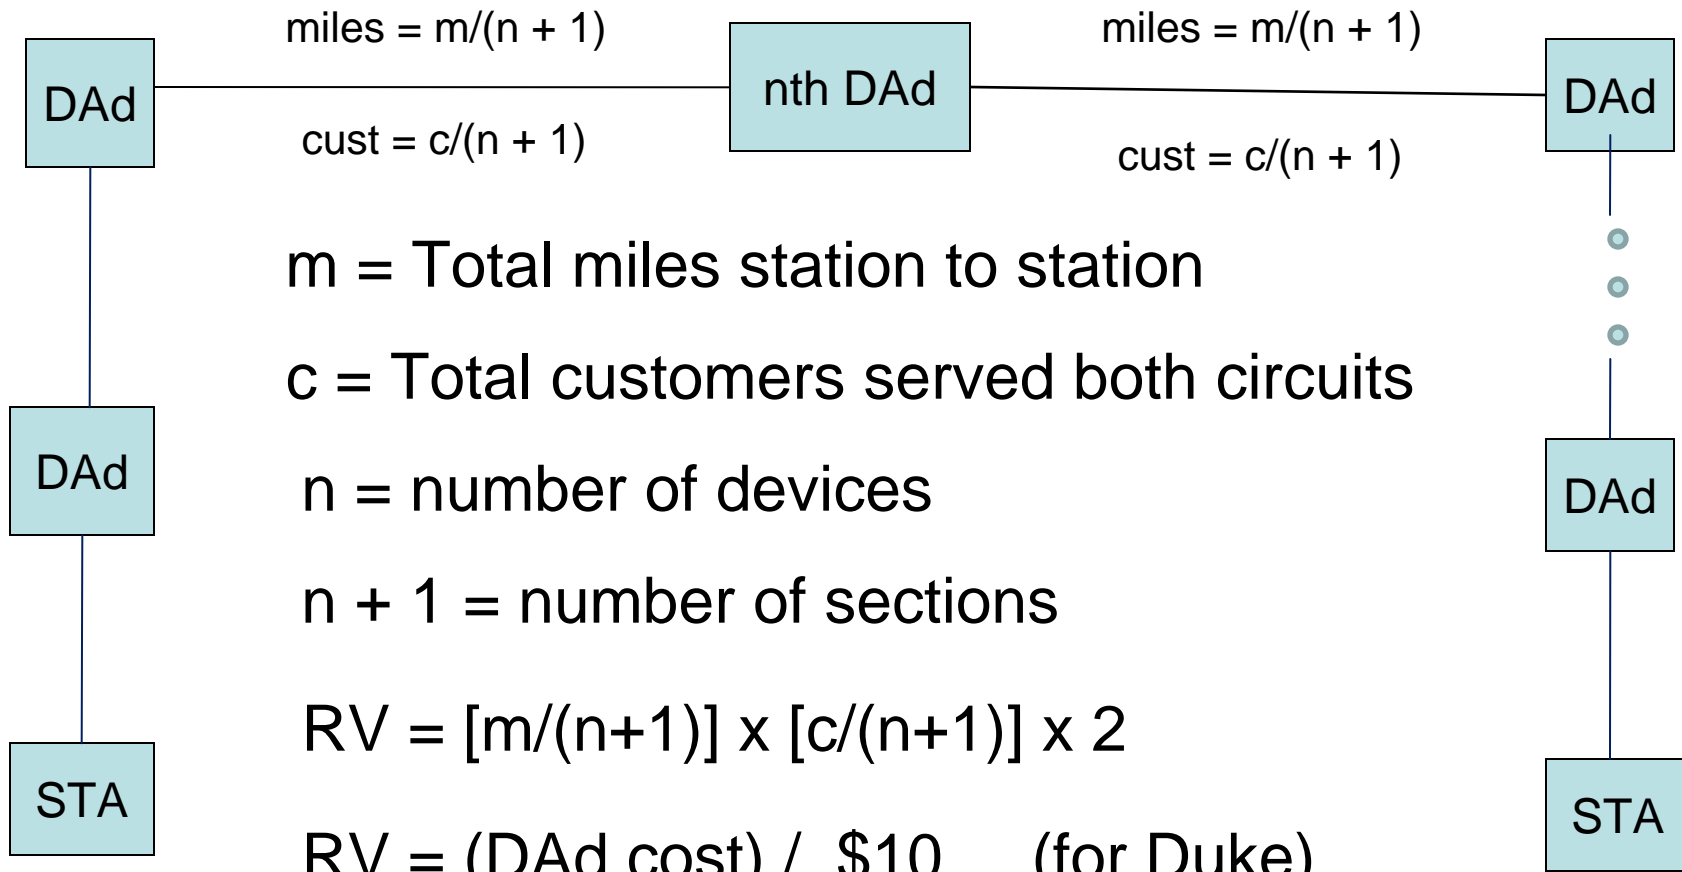 miles = m/(n + 1)
miles = m/(n + 1)
DAd
nth DAd
DAd
cust = c/(n + 1)
cust = c/(n + 1)
m = Total miles station to station
c = Total customers served both circuits
DAd
n = number of devices
DAd
n + 1 = number of sections
RV = [m/(n+1)] x [c/(n+1)] x 2
STA
STA
RV = (DAd cost) / $10 (for Duke)